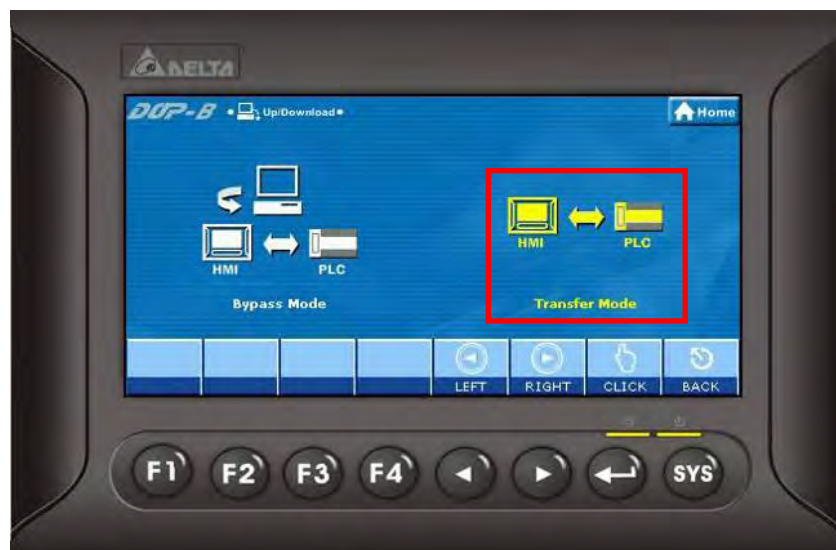 DELTA
DOP-B • Up/Download •
Home
HMI PLC
Bypass Mode
HMI PLC
Transfer Mode
LEFT RIGHT CLICK BACK
F1 F2 F3 F4 SYS